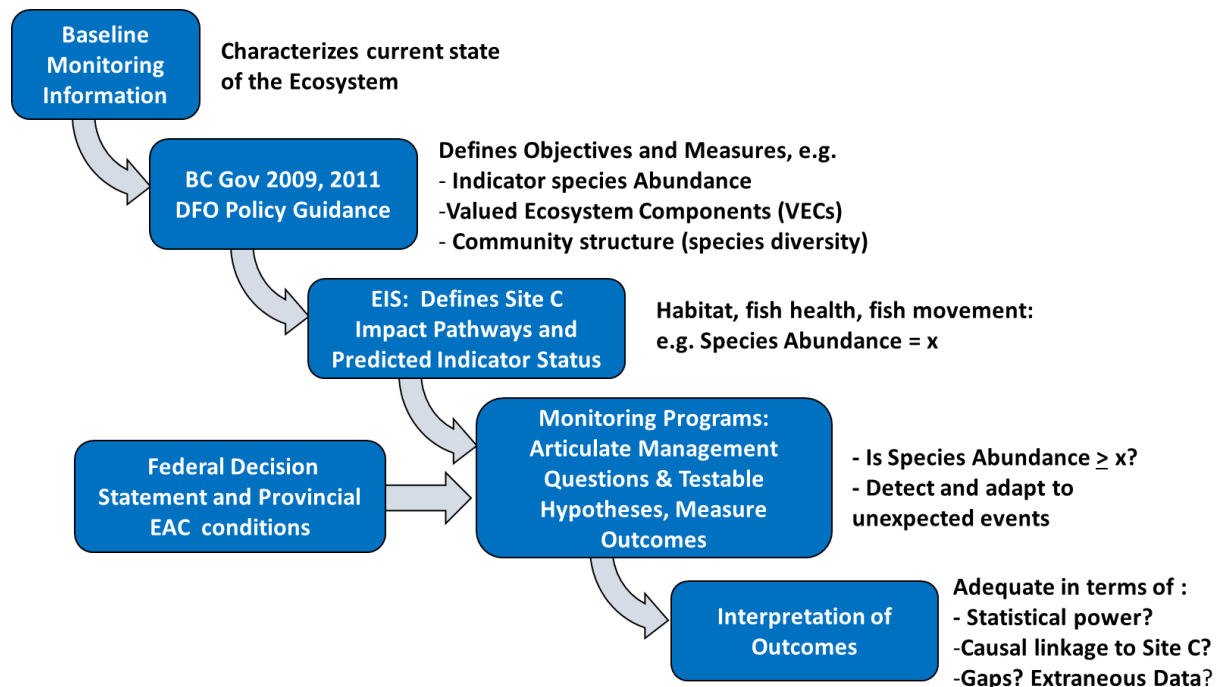 Baseline
Monitoring
Information
Characterizes current state
of the Ecosystem
BC Gov 2009, 2011
DFO Policy Guidance
Defines Objectives and Measures, e.g.
- Indicator species Abundance
-Valued Ecosystem Components (VECs)
- Community structure (species diversity)
EIS:  Defines Site C
Impact Pathways and
Predicted Indicator Status
Habitat, fish health, fish movement:
e.g. Species Abundance = x
Federal Decision
Statement and Provincial
EAC  conditions
Monitoring Programs:
Articulate Management
Questions & Testable
Hypotheses, Measure
Outcomes
- Is Species Abundance ≥ x?
- Detect and adapt to
unexpected events
Interpretation of
Outcomes
Adequate in terms of :
- Statistical power?
-Causal linkage to Site C?
-Gaps? Extraneous Data?